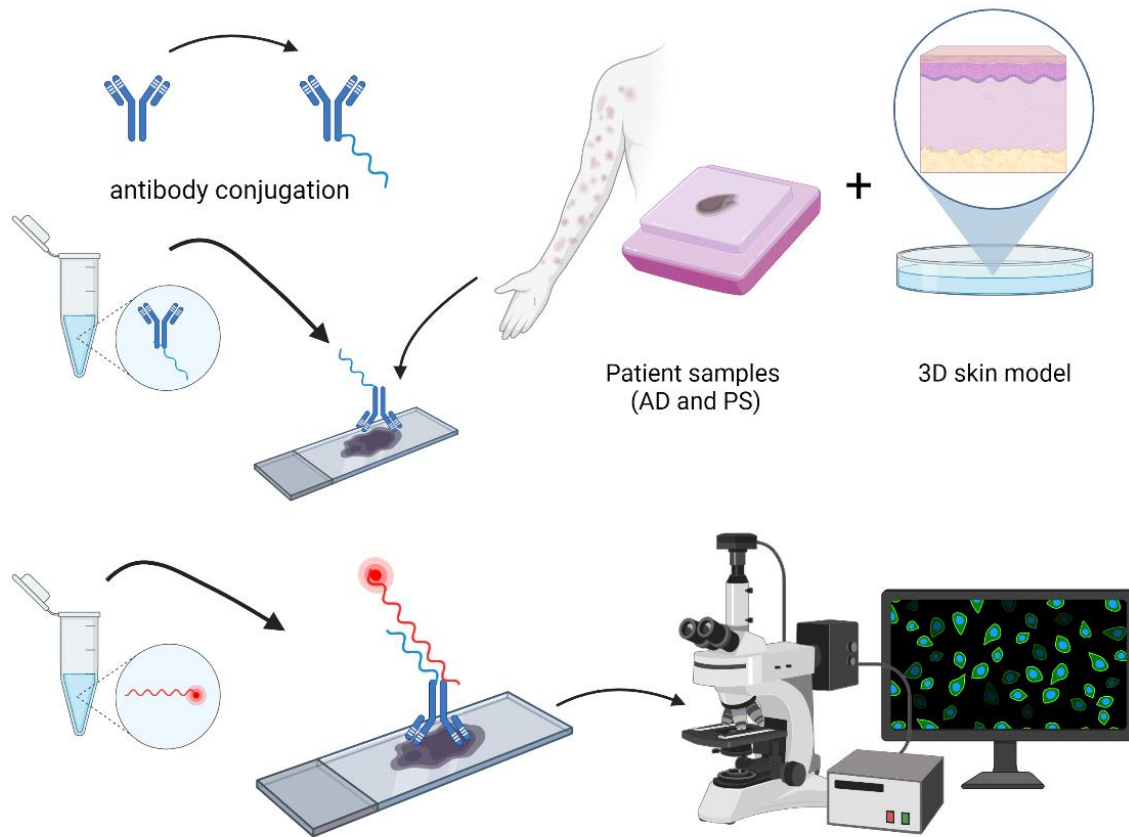 antibody conjugation
+
Patient samples
(AD and PS)
3D skin model